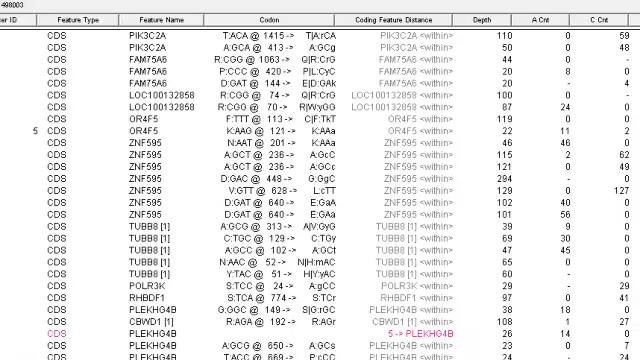 498003
ser ID Feature Type Feature Name Codon Coding Feature Distance Depth A Cnt C Cnt
CDS PIK3C2A T:ACA @ 1415 -> T|A:rCA PIK3C2A <within> 110 0 59
CDS PIK3C2A A:GCA @ 413 -> A:GCg PIK3C2A <within> 50 0 48
CDS FAM75A6 R:CGG @ 1063 -> Q|R:CrG FAM75A6 <within> 44 0 -
CDS FAM75A6 P:CCC @ 420 -> P|L:CyC FAM75A6 <within> 20 8 0
CDS FAM75A6 D:GAT @ 144 -> E|D:GAk FAM75A6 <within> 20 - 4
CDS LOC100132858 R:CGG @ 74 -> Q|R:CrG LOC100132858 <within> 100 0 -
CDS LOC100132858 R:CGG @ 70 -> R|W:yGG LOC100132858 <within> 87 24 0
CDS OR4F5 F:TTT @ 113 -> C|F:TkT OR4F5 <within> 119 0 0
5 CDS OR4F5 K:AAG @ 121 -> K:AAa OR4F5 <within> 22 11 2
CDS ZNF595 N:AAT @ 201 -> K:AAa ZNF595 <within> 46 46 0
CDS ZNF595 A:GCT @ 236 -> A:GCc ZNF595 <within> 115 2 62
CDS ZNF595 A:GCT @ 236 -> A:GCc ZNF595 <within> 121 0 49
CDS ZNF595 D:GAC @ 448 -> G:GgC ZNF595 <within> 294 - 0
CDS ZNF595 V:GTT @ 628 -> L:cTT ZNF595 <within> 129 0 127
CDS ZNF595 D:GAT @ 640 -> E:GaA ZNF595 <within> 102 40 0
CDS ZNF595 D:GAT @ 640 -> E:GAa ZNF595 <within> 101 56 0
CDS TUBB8 [1] A:GCG @ 313 -> A|V:GyG TUBB8 [1] <within> 39 9 0
CDS TUBB8 [1] C:TGC @ 129 -> C:TGy TUBB8 [1] <within> 69 30 0
CDS TUBB8 [1] A:GCC @ 102 -> A:GCt TUBB8 [1] <within> 47 45 0
CDS TUBB8 [1] N:AAC @ 52 -> N|H:mAC TUBB8 [1] <within> 65 0 0
CDS TUBB8 [1] Y:TAC @ 51 -> H|Y:yAC TUBB8 [1] <within> 60 - 0
CDS POLR3K S:TCC @ 24 -> A:gCC POLR3K <within> 29 - 29
CDS RHBDF1 S:TCA @ 774 -> S:TCr RHBDF1 <within> 97 0 41
CDS PLEKHG4B G:GGC @ 149 -> S|G:rGC PLEKHG4B <within> 38 18 0
CDS CBWD1 [1] R:AGA @ 192 -> R:AGr CBWD1 [1] <within> 108 1 27
CDS PLEKHG4B 5 -> PLEKHG4B 26 14 0
CDS PLEKHG4B A:GCG @ 650 -> A:GCs PLEKHG4B <within> 23 0 7
CDS PLEKHG4B T:ACC @ 669 -> P:cCC PLEKHG4B <within> 24 - 24